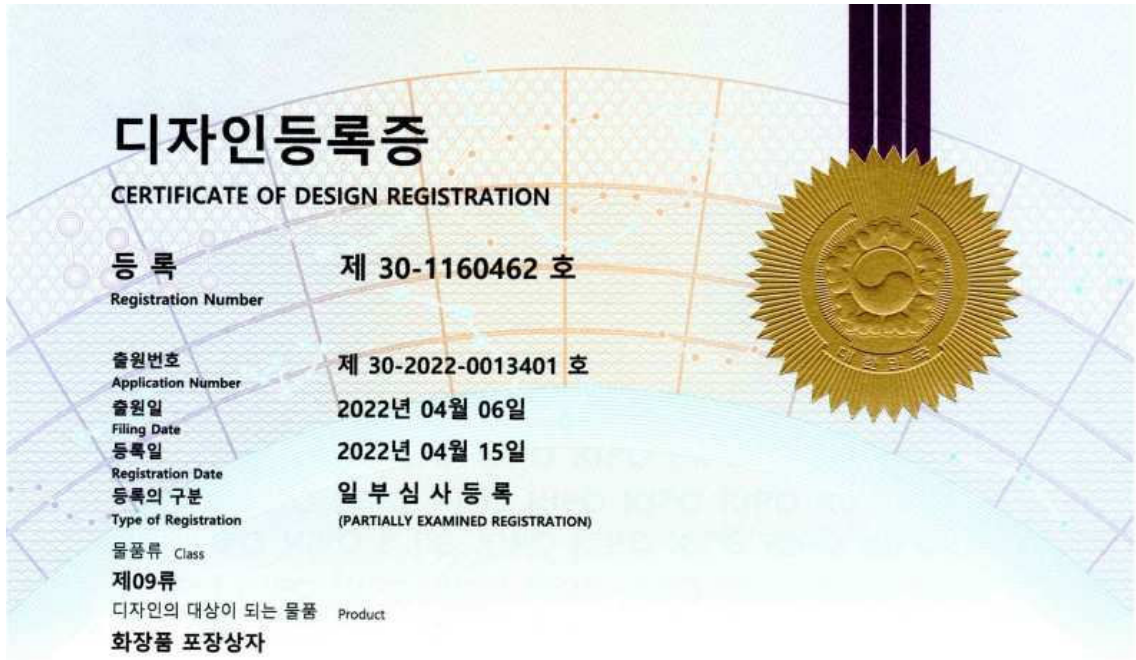 디자인등록증
CERTIFICATE OF DESIGN REGISTRATION
등 록 제 30-1160462 호
Registration Number
출원번호 제 30-2022-0013401 호
Application Number
출원일 2022년 04월 06일
Filing Date
등록일 2022년 04월 15일
Registration Date
등록의 구분 일 부 심 사 등 록
Type of Registration (PARTIALLY EXAMINED REGISTRATION)
물품류 Class
제09류
디자인의 대상이 되는 물품 Product
화장품 포장상자
대한민국